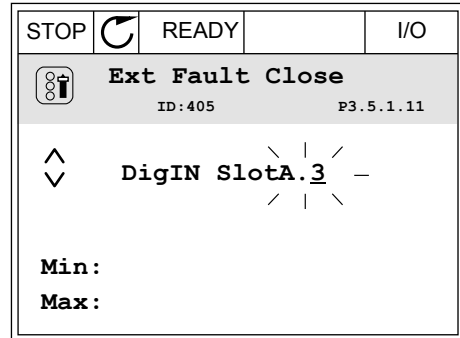 STOP READY I/O
Ext Fault Close
ID:405 P3.5.1.11
DigIN SlotA.3
Min:
Max: